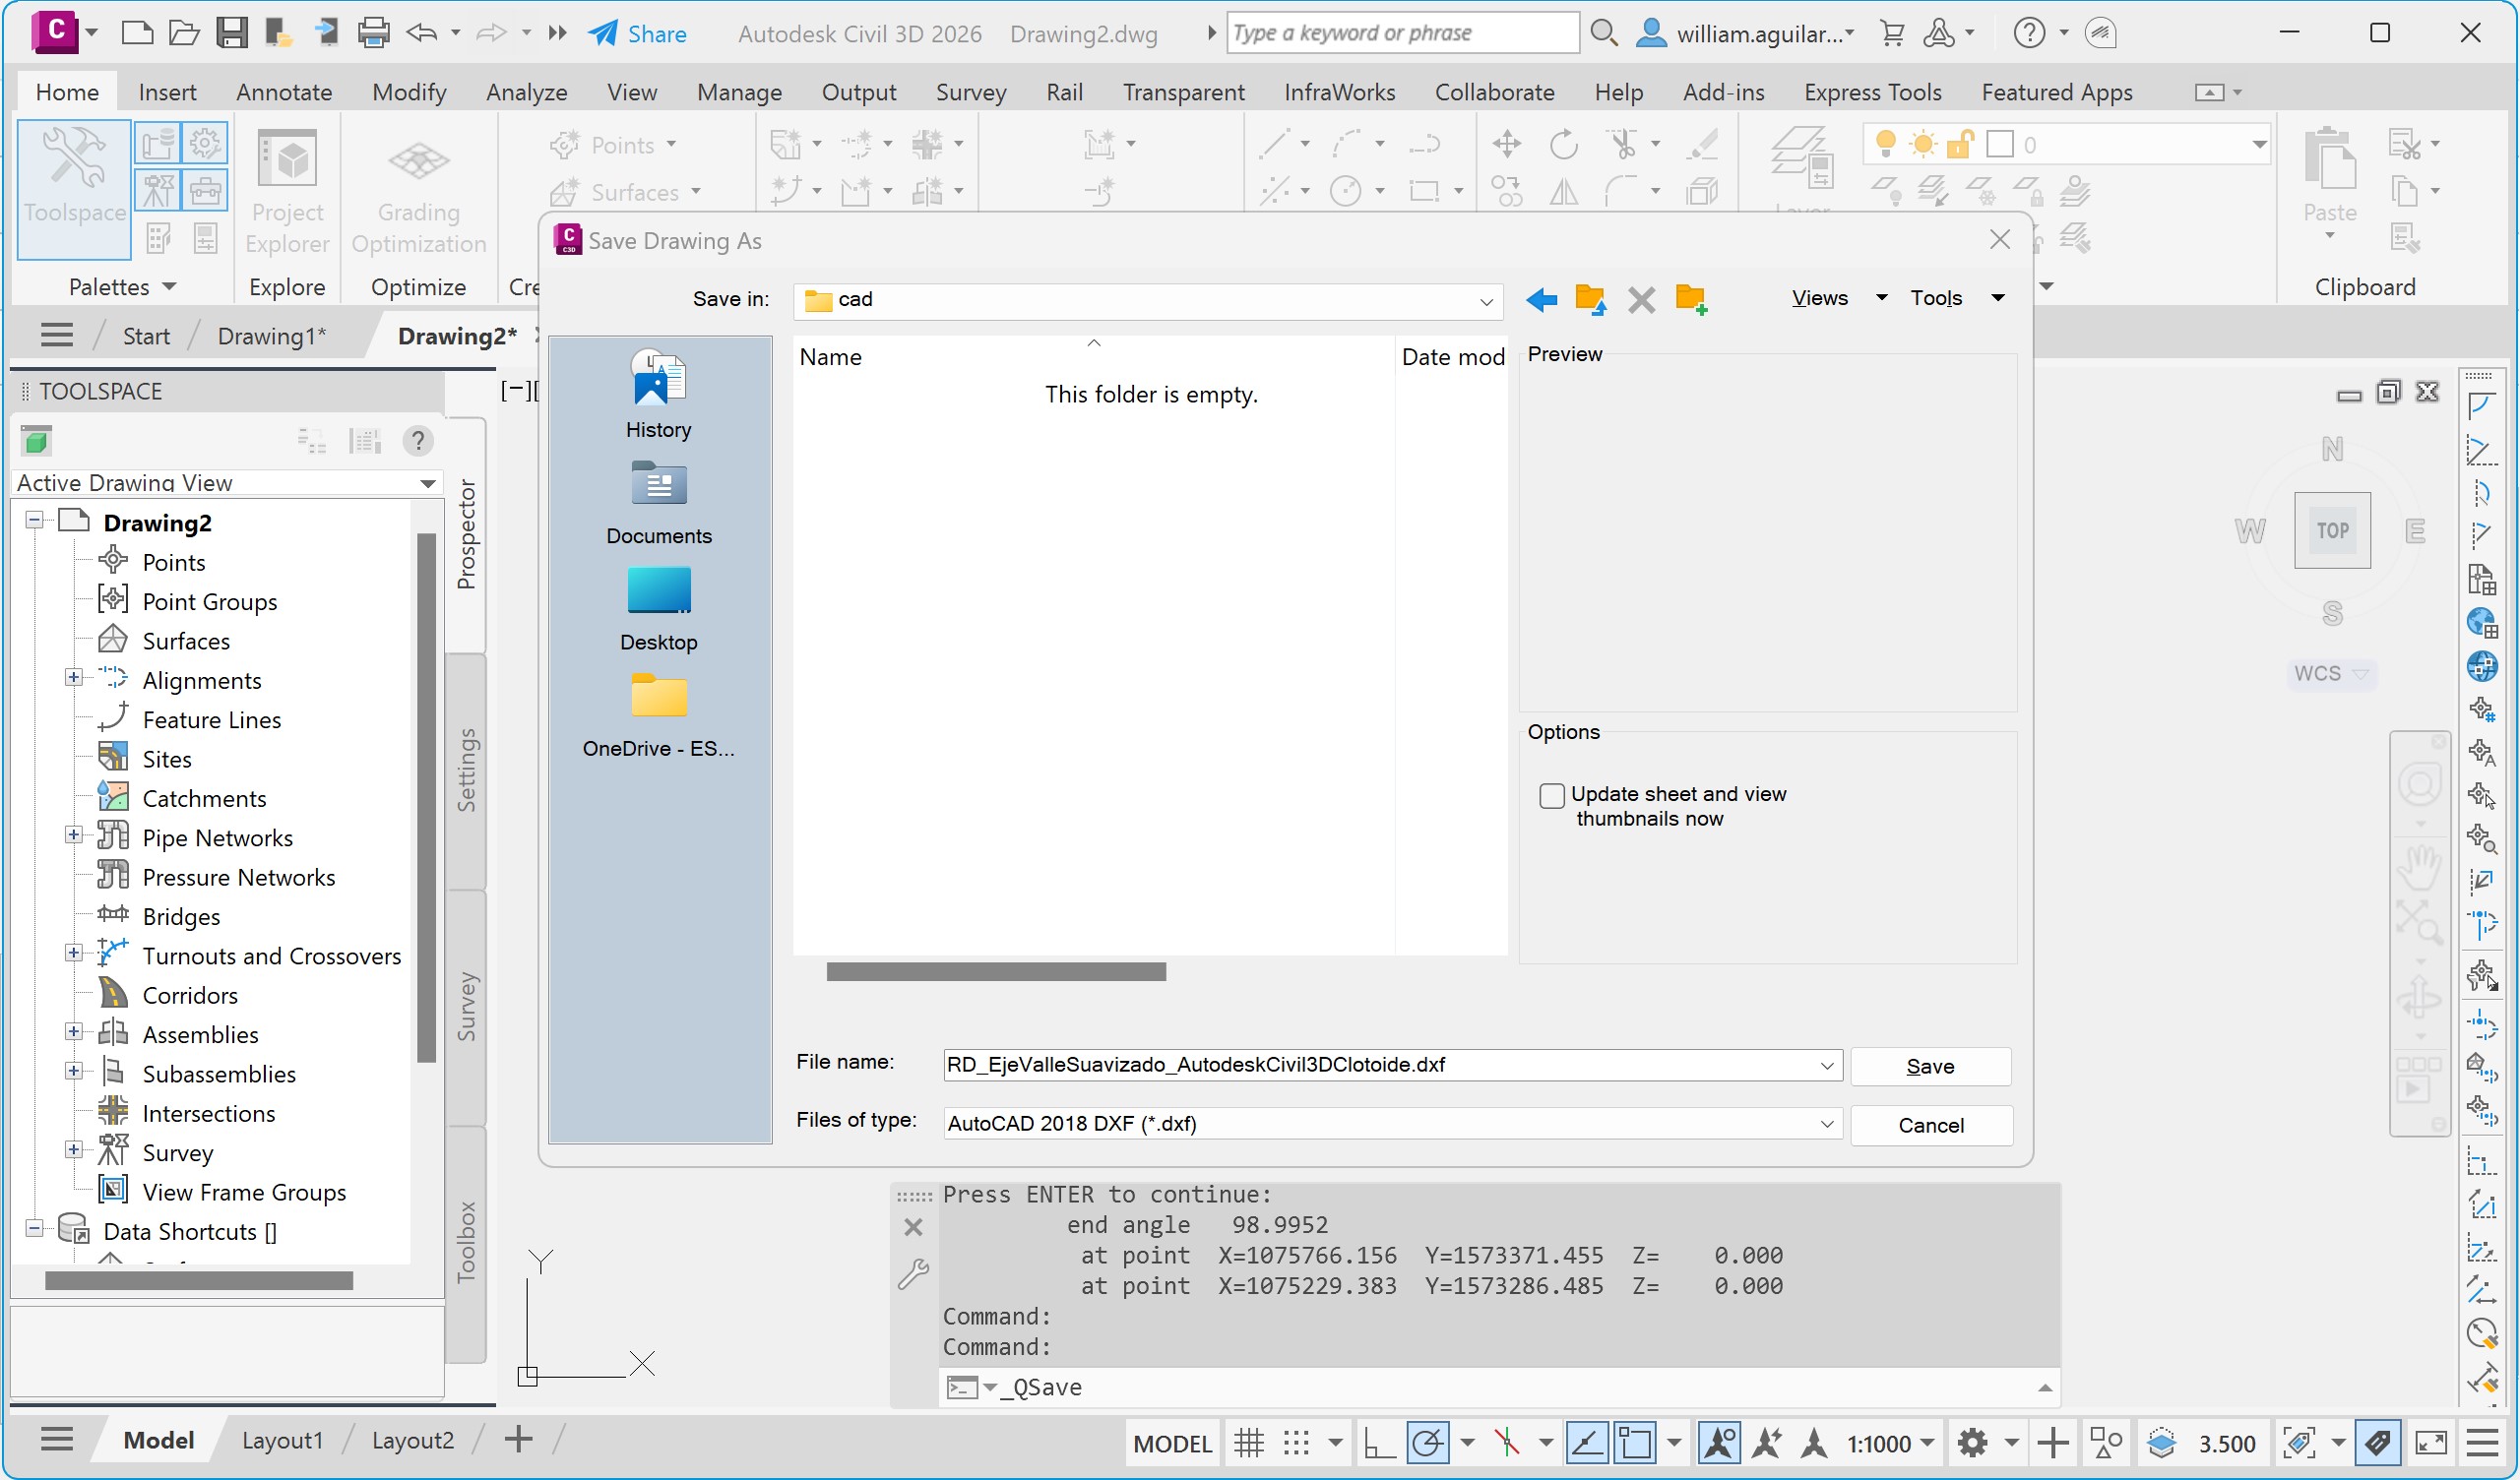 C
Share
Autodesk Civil 3D 2026 Drawing2.dwg
Type a keyword or phrase
william.aguilar...
Home Insert Annotate Modify Analyze View Manage Output Survey Rail Transparent InfraWorks Collaborate Help Add-ins Express Tools Featured Apps
Toolspace
Project Explorer
Grading Optimization
Points
Surfaces
0
Layer
Paste
Palettes Explore Optimize Cre
Clipboard
Start Drawing1* Drawing2*
Save Drawing As
C3D
Save in: cad
Views Tools
Name Date mod
This folder is empty.
Preview
History
Documents
Desktop
OneDrive - ES...
Options
Update sheet and view
thumbnails now
File name: RD_EjeValleSuavizado_AutodeskCivil3DClotoide.dxf
Save
Files of type: AutoCAD 2018 DXF (*.dxf)
Cancel
TOOLSPACE
[−][
Active Drawing View
Drawing2
Points
Point Groups
Surfaces
Alignments
Feature Lines
Sites
Catchments
Pipe Networks
Pressure Networks
Bridges
Turnouts and Crossovers
Corridors
Assemblies
Subassemblies
Intersections
Survey
View Frame Groups
Data Shortcuts []
Prospector
Settings
Survey
Toolbox
N
W TOP E
S
WCS
Y
X
Press ENTER to continue:
end angle 98.9952
at point X=1075766.156 Y=1573371.455 Z= 0.000
at point X=1075229.383 Y=1573286.485 Z= 0.000
Command:
Command:
_QSave
Model Layout1 Layout2
MODEL
1:1000
3.500